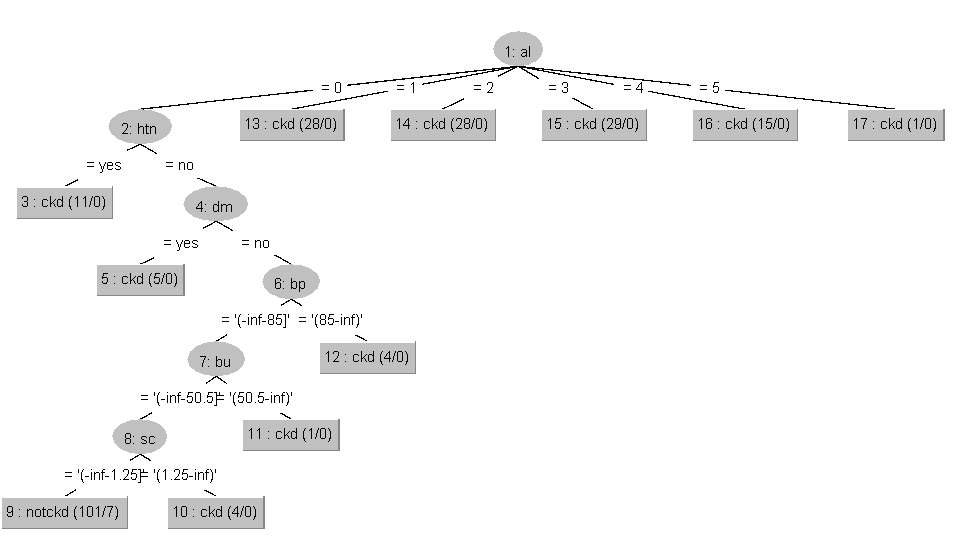 1: al
= 0
= 1
= 2
= 3
= 4
= 5
2: htn
13 : ckd (28/0)
14 : ckd (28/0)
15 : ckd (29/0)
16 : ckd (15/0)
17 : ckd (1/0)
= yes
= no
3 : ckd (11/0)
4: dm
= yes
= no
5 : ckd (5/0)
6: bp
= '(-inf-85]'
= '(85-inf)'
7: bu
12 : ckd (4/0)
= '(-inf-50.5]'
= '(50.5-inf)'
8: sc
11 : ckd (1/0)
= '(-inf-1.25]'
= '(1.25-inf)'
9 : notckd (101/7)
10 : ckd (4/0)